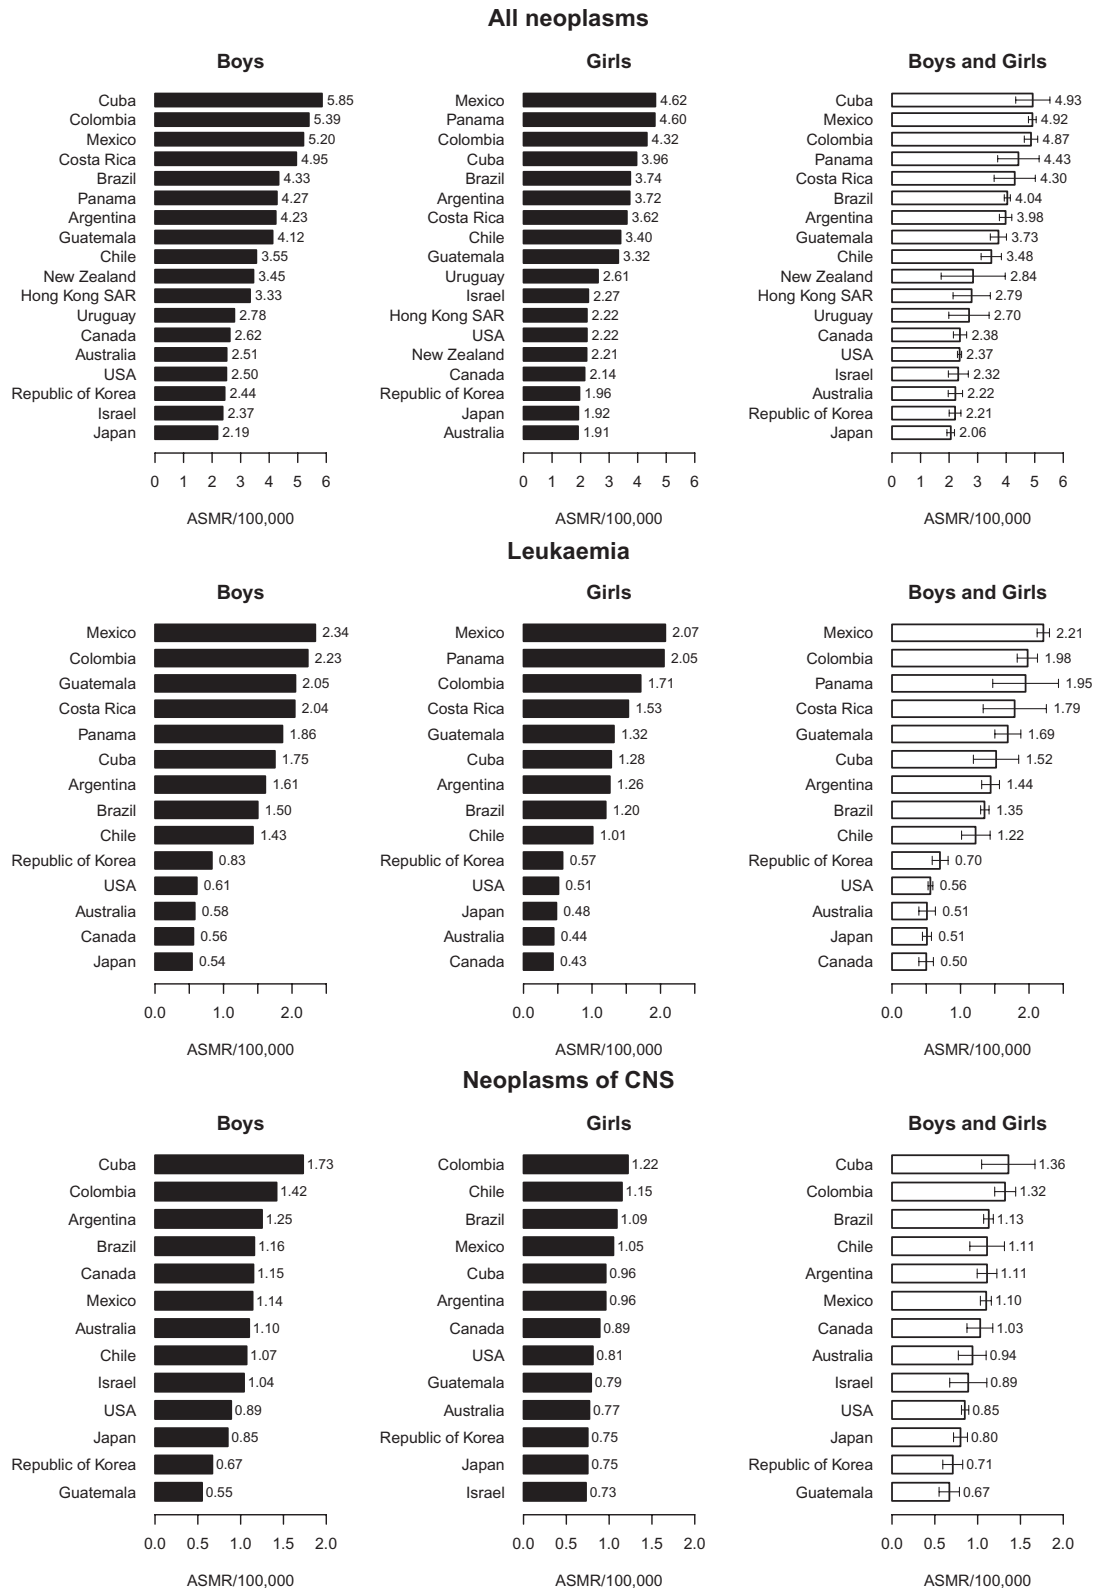 All neoplasms
Boys
Cuba 5.85
Colombia 5.39
Mexico 5.20
Costa Rica 4.95
Brazil 4.33
Panama 4.27
Argentina 4.23
Guatemala 4.12
Chile 3.55
New Zealand 3.45
Hong Kong SAR 3.33
Uruguay 2.78
Canada 2.62
Australia 2.51
USA 2.50
Republic of Korea 2.44
Israel 2.37
Japan 2.19
0 1 2 3 4 5 6
ASMR/100,000
Girls
Mexico 4.62
Panama 4.60
Colombia 4.32
Cuba 3.96
Brazil 3.74
Argentina 3.72
Costa Rica 3.62
Chile 3.40
Guatemala 3.32
Uruguay 2.61
Israel 2.27
Hong Kong SAR 2.22
USA 2.22
New Zealand 2.21
Canada 2.14
Republic of Korea 1.96
Japan 1.92
Australia 1.91
0 1 2 3 4 5 6
ASMR/100,000
Boys and Girls
Cuba 4.93
Mexico 4.92
Colombia 4.87
Panama 4.43
Costa Rica 4.30
Brazil 4.04
Argentina 3.98
Guatemala 3.73
Chile 3.48
New Zealand 2.84
Hong Kong SAR 2.79
Uruguay 2.70
Canada 2.38
USA 2.37
Israel 2.32
Australia 2.22
Republic of Korea 2.21
Japan 2.06
0 1 2 3 4 5 6
ASMR/100,000
Leukaemia
Boys
Mexico 2.34
Colombia 2.23
Guatemala 2.05
Costa Rica 2.04
Panama 1.86
Cuba 1.75
Argentina 1.61
Brazil 1.50
Chile 1.43
Republic of Korea 0.83
USA 0.61
Australia 0.58
Canada 0.56
Japan 0.54
0.0 1.0 2.0
ASMR/100,000
Girls
Mexico 2.07
Panama 2.05
Colombia 1.71
Costa Rica 1.53
Guatemala 1.32
Cuba 1.28
Argentina 1.26
Brazil 1.20
Chile 1.01
Republic of Korea 0.57
USA 0.51
Japan 0.48
Australia 0.44
Canada 0.43
0.0 1.0 2.0
ASMR/100,000
Boys and Girls
Mexico 2.21
Colombia 1.98
Panama 1.95
Costa Rica 1.79
Guatemala 1.69
Cuba 1.52
Argentina 1.44
Brazil 1.35
Chile 1.22
Republic of Korea 0.70
USA 0.56
Australia 0.51
Japan 0.51
Canada 0.50
0.0 1.0 2.0
ASMR/100,000
Neoplasms of CNS
Boys
Cuba 1.73
Colombia 1.42
Argentina 1.25
Brazil 1.16
Canada 1.15
Mexico 1.14
Australia 1.10
Chile 1.07
Israel 1.04
USA 0.89
Japan 0.85
Republic of Korea 0.67
Guatemala 0.55
0.0 0.5 1.0 1.5 2.0
ASMR/100,000
Girls
Colombia 1.22
Chile 1.15
Brazil 1.09
Mexico 1.05
Cuba 0.96
Argentina 0.96
Canada 0.89
USA 0.81
Guatemala 0.79
Australia 0.77
Republic of Korea 0.75
Japan 0.75
Israel 0.73
0.0 0.5 1.0 1.5 2.0
ASMR/100,000
Boys and Girls
Cuba 1.36
Colombia 1.32
Brazil 1.13
Chile 1.11
Argentina 1.11
Mexico 1.10
Canada 1.03
Australia 0.94
Israel 0.89
USA 0.85
Japan 0.80
Republic of Korea 0.71
Guatemala 0.67
0.0 0.5 1.0 1.5 2.0
ASMR/100,000